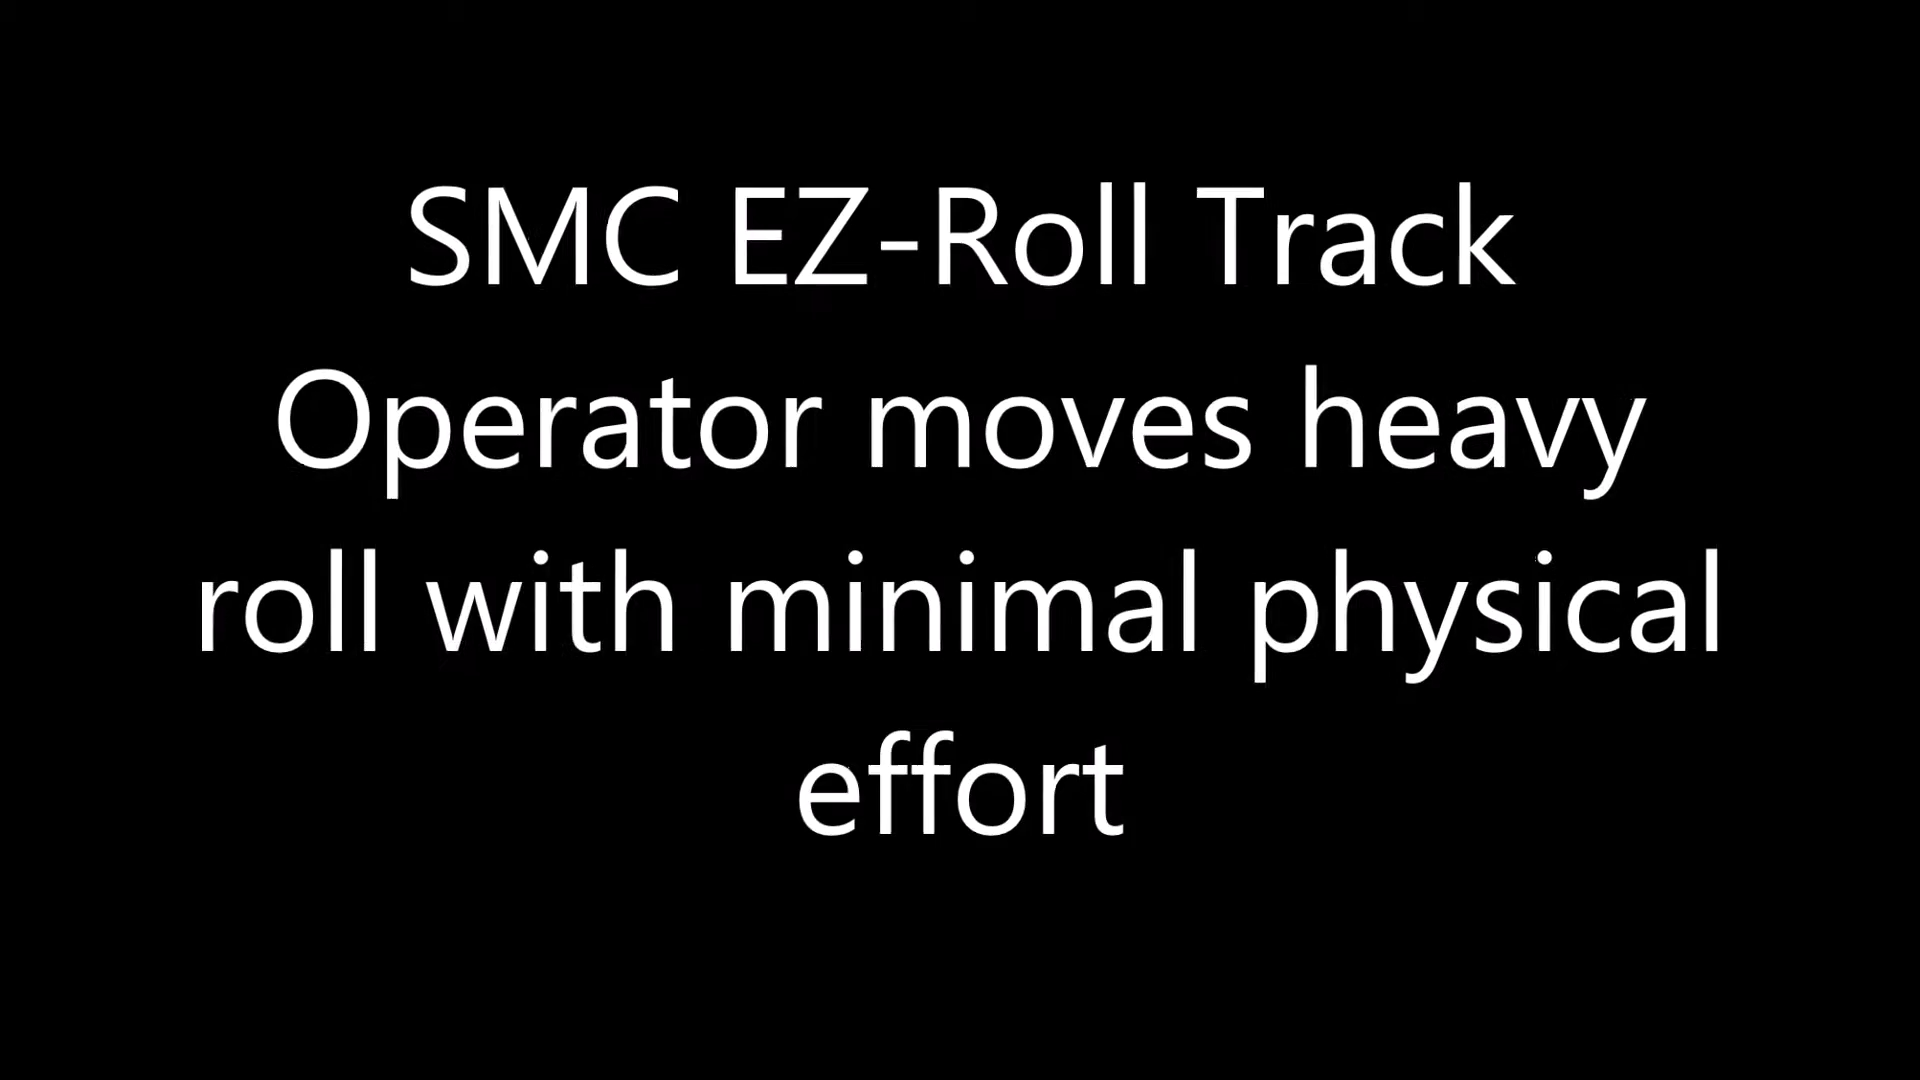 SMC EZ-Roll Track
Operator moves heavy
roll with minimal physical
effort